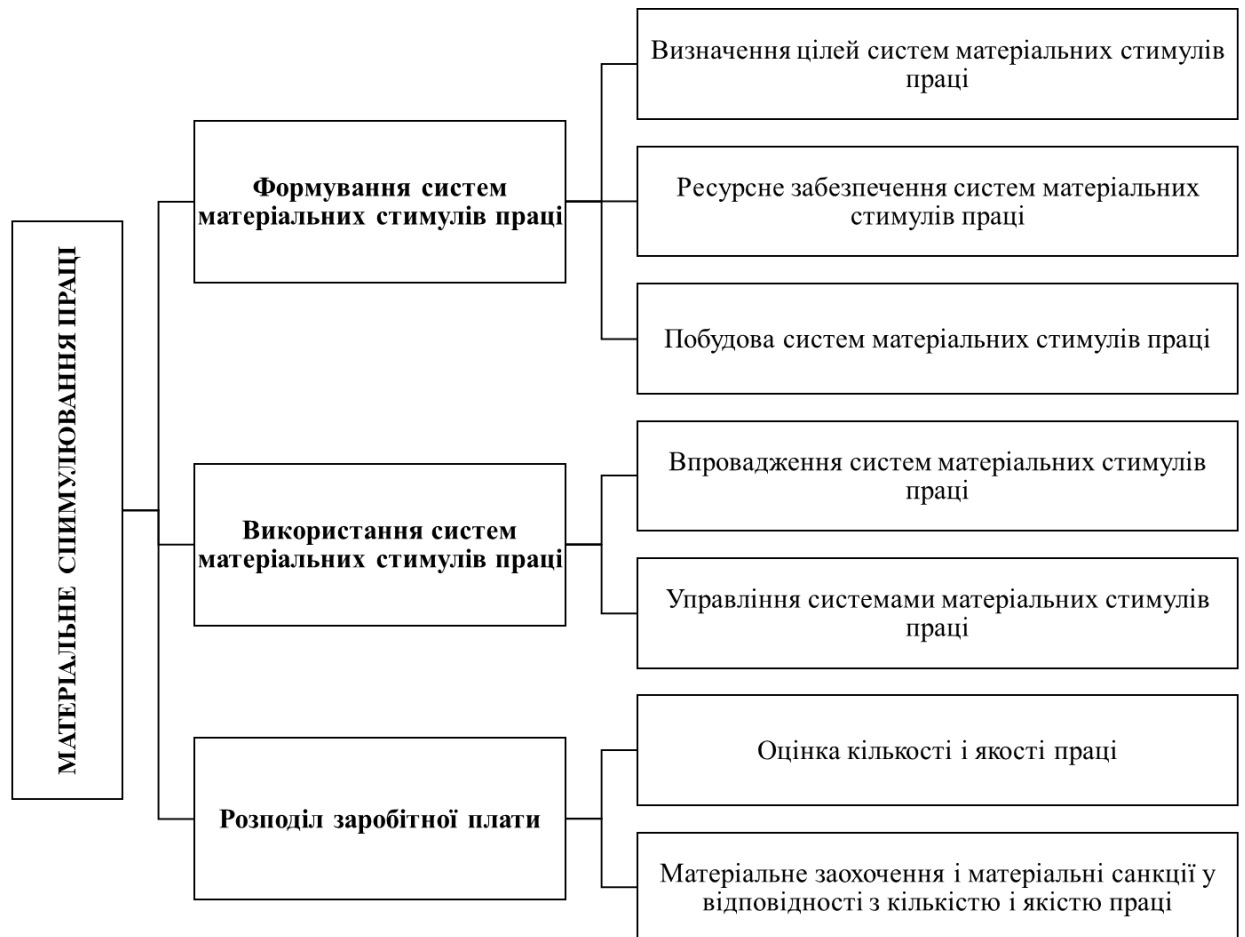 МАТЕРІАЛЬНЕ СПИМУЛЮВАННЯ ПРАЦІ
Формування систем
матеріальних стимулів праці
Визначення цілей систем матеріальних стимулів
праці
Ресурсне забезпечення систем матеріальних
стимулів праці
Побудова систем матеріальних стимулів праці
Використання систем
матеріальних стимулів праці
Впровадження систем матеріальних стимулів
праці
Управління системами матеріальних стимулів
праці
Розподіл заробітної плати
Оцінка кількості і якості праці
Матеріальне заохочення і матеріальні санкції у
відповідності з кількістю і якістю праці